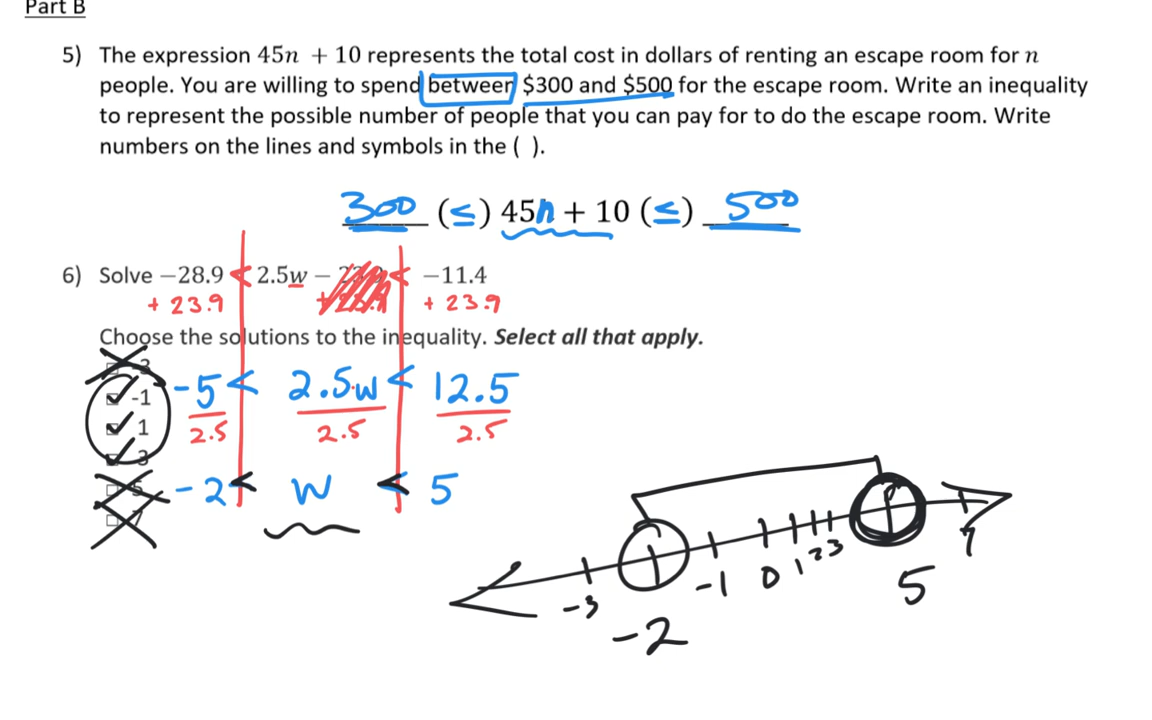 Part B
5) The expression 45n + 10 represents the total cost in dollars of renting an escape room for n
people. You are willing to spend between $300 and $500 for the escape room. Write an inequality
to represent the possible number of people that you can pay for to do the escape room. Write
numbers on the lines and symbols in the ( ).
300 (≤) 45n + 10 (≤) 500
6) Solve −28.9 < 2.5w − < −11.4
+ 23.9 + 23.9
Choose the solutions to the inequality. Select all that apply.
-1 -5 < 2.5w < 12.5
1 2.5 2.5 2.5
3
-2 < w < 5
-3 -2 -1 0 1 2 3 5 7